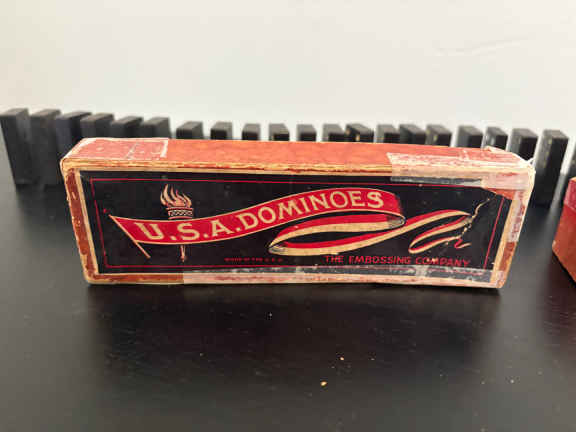 U.S.A. DOMINOES
MADE IN THE U.S.A.
THE EMBOSSING COMPANY